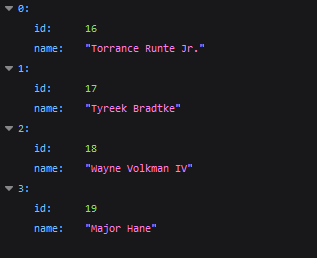 0:
id: 16
name: "Torrance Runte Jr."
1:
id: 17
name: "Tyreek Bradtke"
2:
id: 18
name: "Wayne Volkman IV"
3:
id: 19
name: "Major Hane"